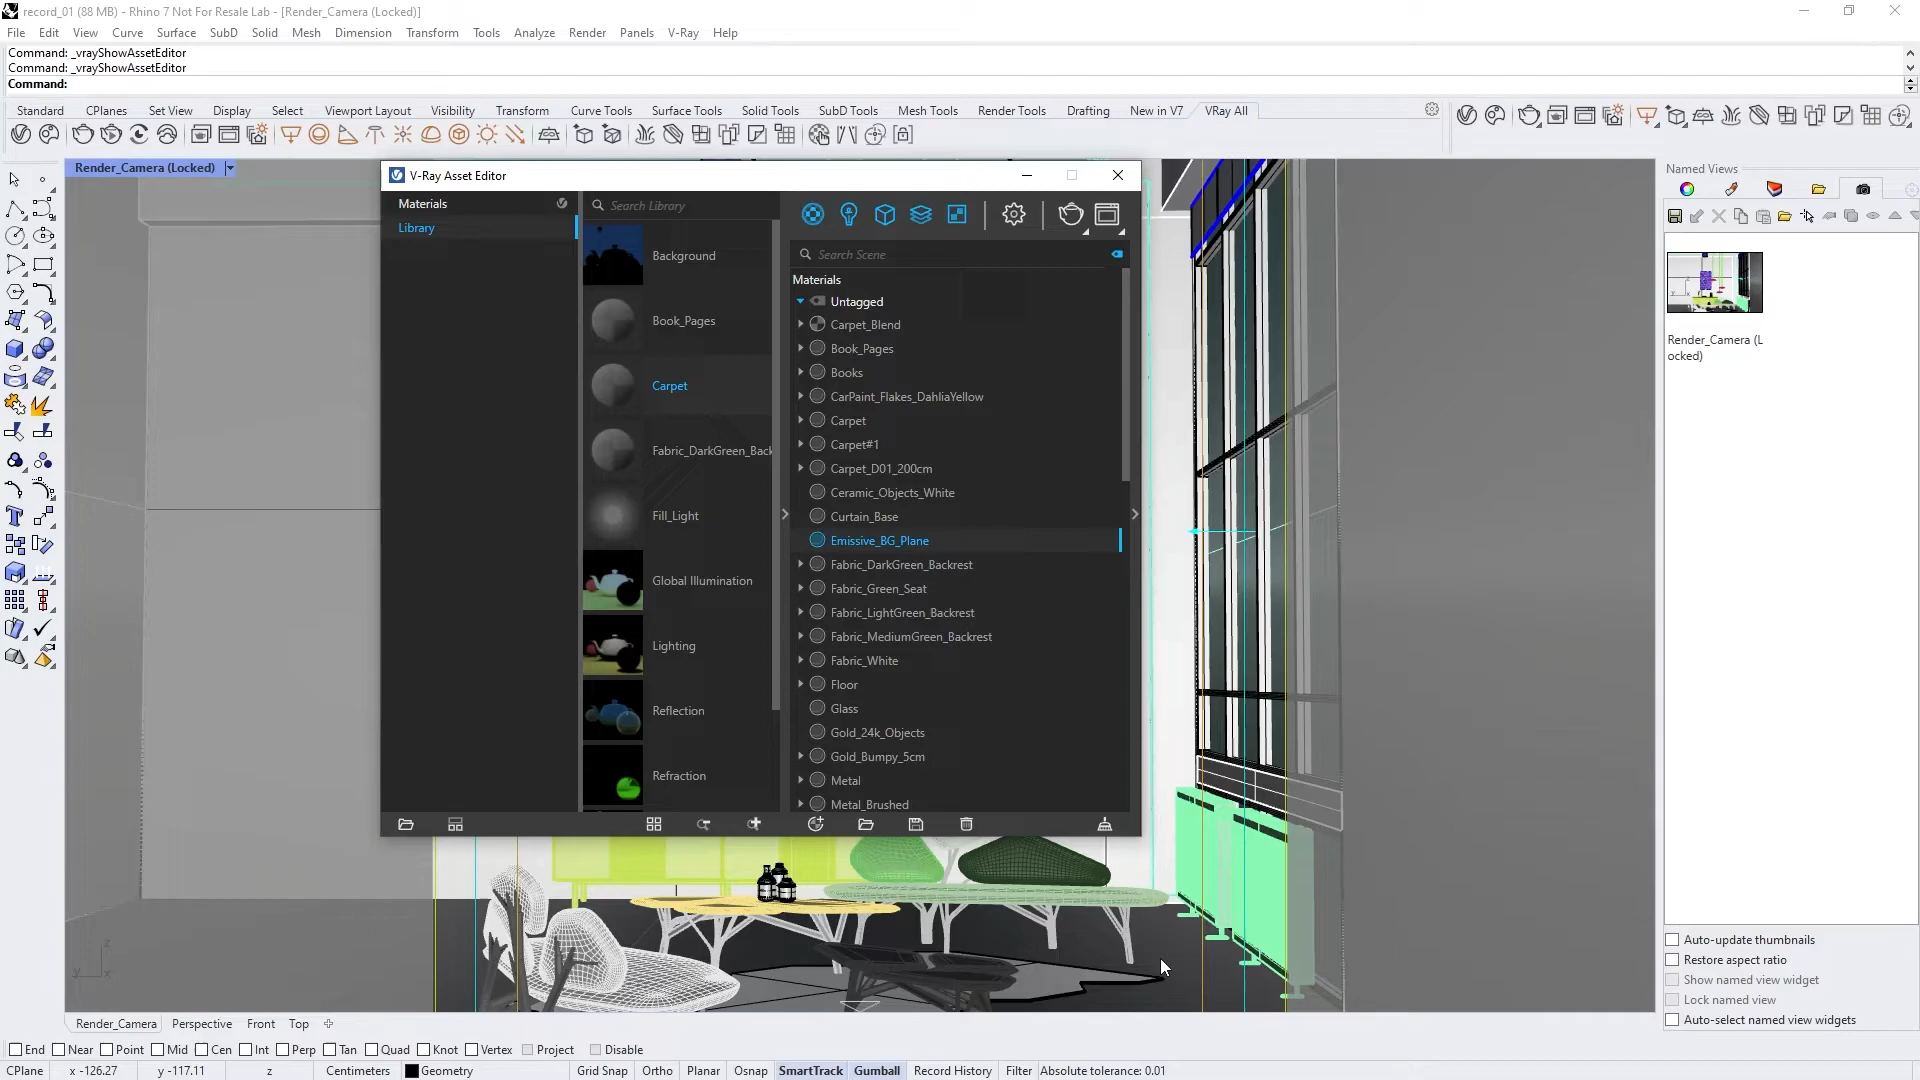 record_01 (88 MB) - Rhino 7 Not For Resale Lab - [Render_Camera (Locked)]
File Edit View Curve Surface SubD Solid Mesh Dimension Transform Tools Analyze Render Panels V-Ray Help
Command: _vrayShowAssetEditor
Command: _vrayShowAssetEditor
Command:
Standard CPlanes Set View Display Select Viewport Layout Visibility Transform Curve Tools Surface Tools Solid Tools SubD Tools Mesh Tools Render Tools Drafting New in V7 VRay All
Render_Camera (Locked)
V-Ray Asset Editor
Materials
Library
Search Library
Background
Book_Pages
Carpet
Fabric_DarkGreen_Back
Fill_Light
Global Illumination
Lighting
Reflection
Refraction
Search Scene
Materials
Untagged
Carpet_Blend
Book_Pages
Books
CarPaint_Flakes_DahliaYellow
Carpet
Carpet#1
Carpet_D01_200cm
Ceramic_Objects_White
Curtain_Base
Emissive_BG_Plane
Fabric_DarkGreen_Backrest
Fabric_Green_Seat
Fabric_LightGreen_Backrest
Fabric_MediumGreen_Backrest
Fabric_White
Floor
Glass
Gold_24k_Objects
Gold_Bumpy_5cm
Metal
Metal_Brushed
Named Views
Render_Camera (L
ocked)
Auto-update thumbnails
Restore aspect ratio
Show named view widget
Lock named view
Auto-select named view widgets
z
y x
Render_Camera Perspective Front Top
End Near Point Mid Cen Int Perp Tan Quad Knot Vertex Project Disable
CPlane x -126.27 y -117.11 z Centimeters Geometry Grid Snap Ortho Planar Osnap SmartTrack Gumball Record History Filter Absolute tolerance: 0.01